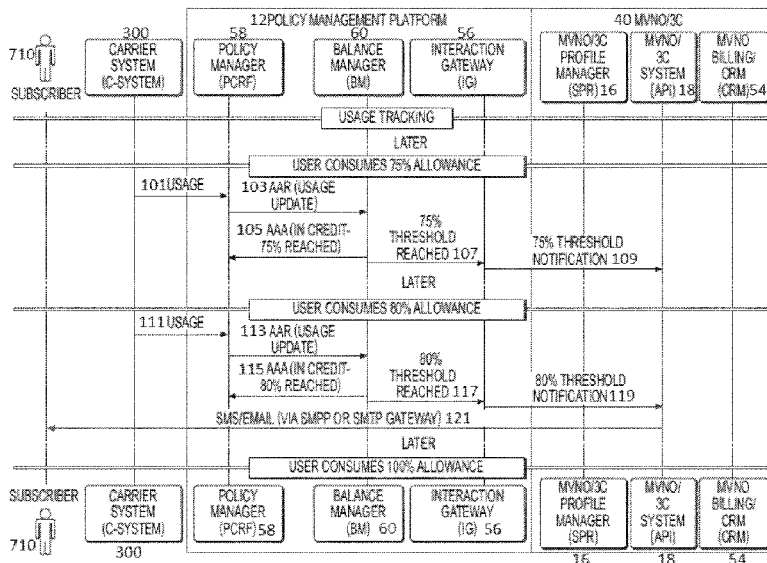 12POLICY MANAGEMENT PLATFORM
40 MVNO/3C
300
58
60
56
710
SUBSCRIBER
CARRIER
SYSTEM
(C-SYSTEM)
POLICY
MANAGER
(PCRF)
BALANCE
MANAGER
(BM)
INTERACTION
GATEWAY
(IG)
MVNO/3C
PROFILE
MANAGER
(SPR) 16
MVNO/
3C
SYSTEM
(API) 18
MVNO
BILLING/
CRM
(CRM)54
USAGE TRACKING
LATER
USER CONSUMES 75% ALLOWANCE
101 USAGE
103 AAR (USAGE
UPDATE)
105 AAA (IN CREDIT-
75% REACHED)
75%
THRESHOLD
REACHED 107
75% THRESHOLD
NOTIFICATION 109
LATER
USER CONSUMES 80% ALLOWANCE
111 USAGE
113 AAR (USAGE
UPDATE)
115 AAA (IN CREDIT-
80% REACHED)
80%
THRESHOLD
REACHED 117
80% THRESHOLD
NOTIFICATION119
SMS/EMAIL (VIA SMPP OR SMTP GATEWAY) 121
LATER
USER CONSUMES 100% ALLOWANCE
SUBSCRIBER
710
CARRIER
SYSTEM
(C-SYSTEM)
300
POLICY
MANAGER
(PCRF) 58
BALANCE
MANAGER
(BM) 60
INTERACTION
GATEWAY
(IG) 56
MVNO/3C
PROFILE
MANAGER
(SPR)
16
MVNO/
3C
SYSTEM
(API)
18
MVNO
BILLING/
CRM
(CRM)
54